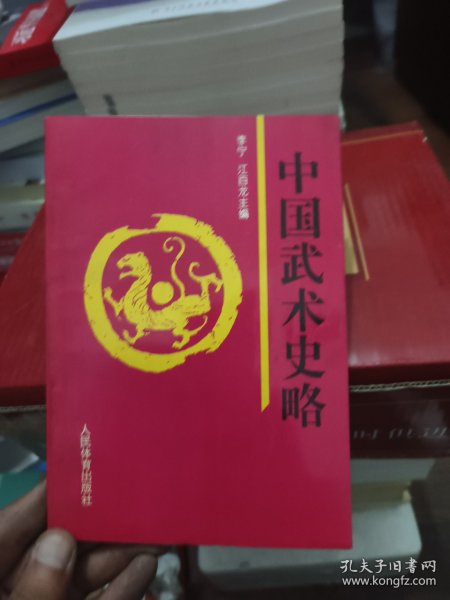 中国武术史略
李宁 江百龙主编
人民体育出版社
孔夫子旧书网
www.kongfz.com